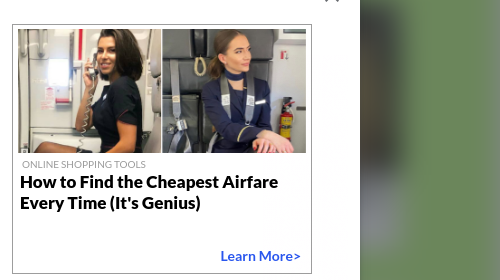 ONLINE SHOPPING TOOLS
How to Find the Cheapest Airfare
Every Time (It's Genius)
Learn More>